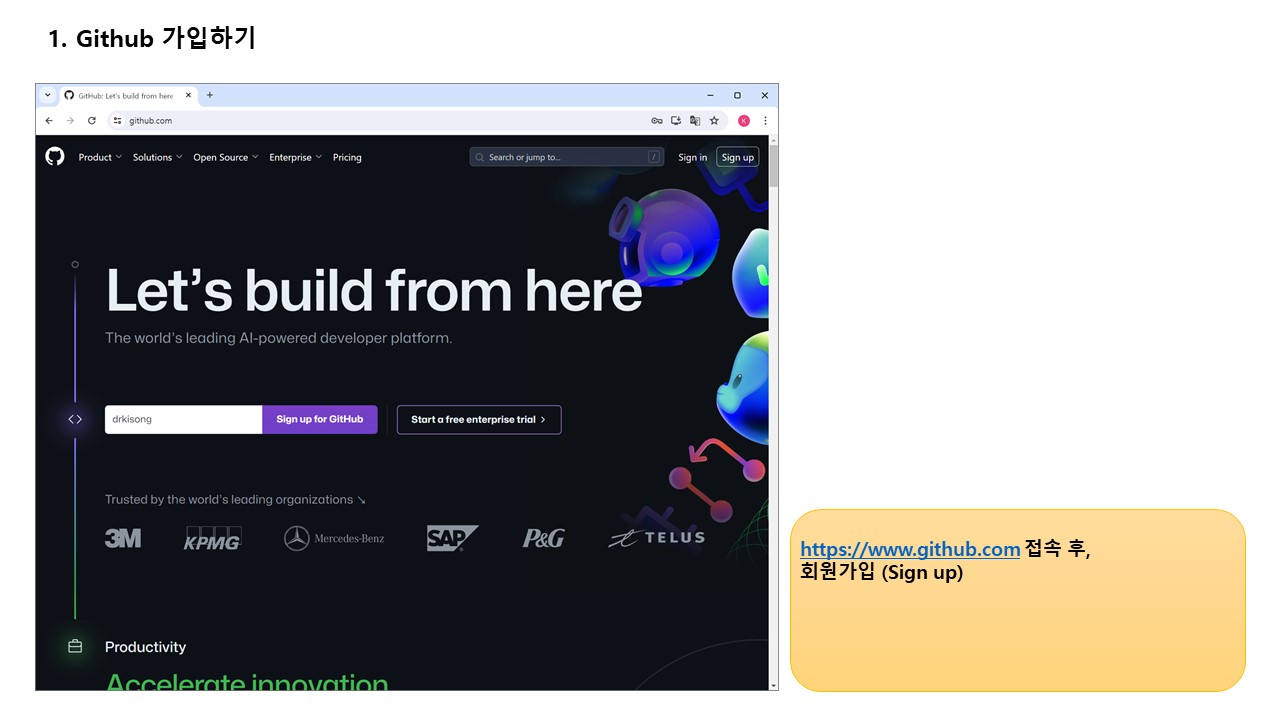 1. Github 가입하기
GitHub: Let's build from here
github.com
K
Product Solutions Open Source Enterprise Pricing Search or jump to... / Sign in Sign up
Let's build from here
The world's leading AI-powered developer platform.
drkisong Sign up for GitHub Start a free enterprise trial
Trusted by the world's leading organizations ↘
3M KPMG Mercedes-Benz SAP P&G TELUS
Productivity
Accelerate innovation
https://www.github.com 접속 후,
회원가입 (Sign up)